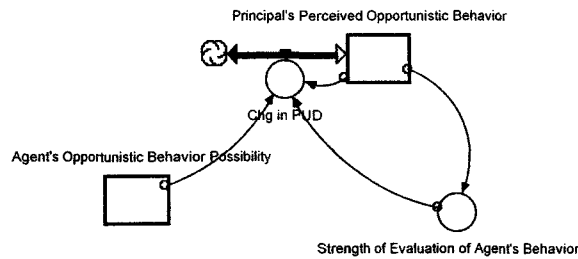 Principal's Perceived Opportunistic Behavior
Chg in PUD
Agent's Opportunistic Behavior Possibility
Strength of Evaluation of Agent's Behavior